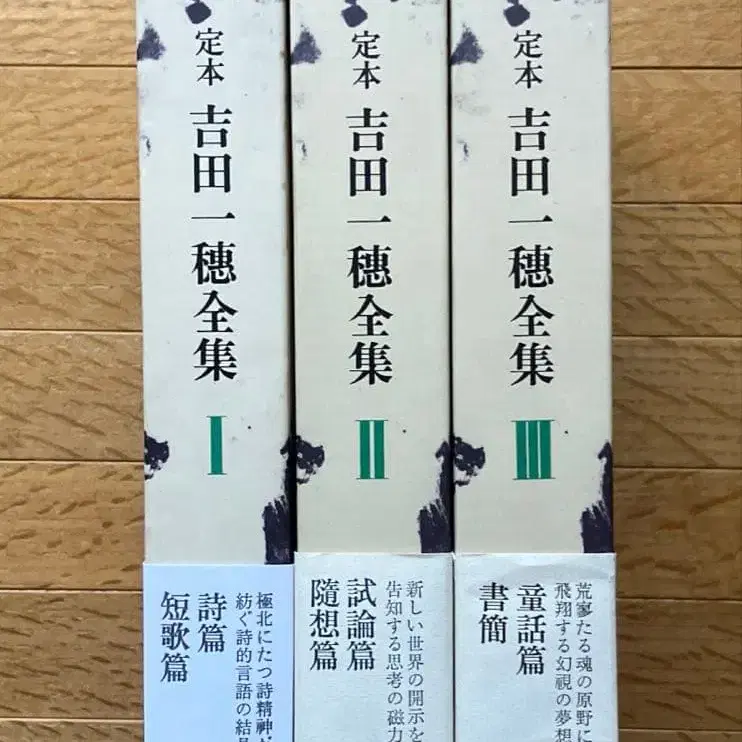 定本
吉田一穂全集
I
極北にたつ詩精神が
紡ぐ詩的言語の結晶
詩篇
短歌篇
定本
吉田一穂全集
II
新しい世界の開示を
告知する思考の磁力
試論篇
随想篇
定本
吉田一穂全集
III
荒寥たる魂の原野に
飛翔する幻視の夢想
童話篇
書簡